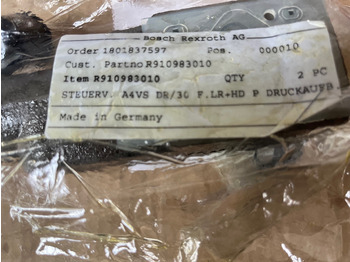 Bosch Rexroth AG
Order 1801837597 Pos. 000010
Cust. Partno R910983010
Item R910983010 QTY 2 PC
STEUERV. A4VS DR/30 F.LR+HD P DRUCKAUFB
Made in Germany